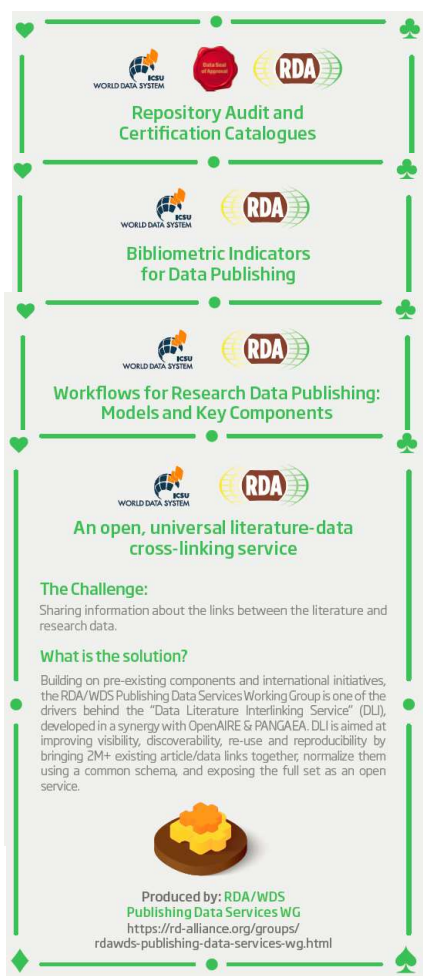 ICSU
WORLD DATA SYSTEM
Data Seal
of Approval
RDA
Repository Audit and
Certification Catalogues
ICSU
WORLD DATA SYSTEM
RDA
Bibliometric Indicators
for Data Publishing
ICSU
WORLD DATA SYSTEM
RDA
Workflows for Research Data Publishing:
Models and Key Components
ICSU
WORLD DATA SYSTEM
RDA
An open, universal literature-data
cross-linking service
The Challenge:
Sharing information about the links between the literature and
research data.
What is the solution?
Building on pre-existing components and international initiatives,
the RDA/WDS Publishing Data Services Working Group is one of the
drivers behind the “Data Literature Interlinking Service” (DLI),
developed in a synergy with OpenAIRE & PANGAEA. DLI is aimed at
improving visibility, discoverability, re-use and reproducibility by
bringing 2M+ existing article/data links together, normalize them
using a common schema, and exposing the full set as an open
service.
Produced by: RDA/WDS
Publishing Data Services WG
https://rd-alliance.org/groups/
rdawds-publishing-data-services-wg.html